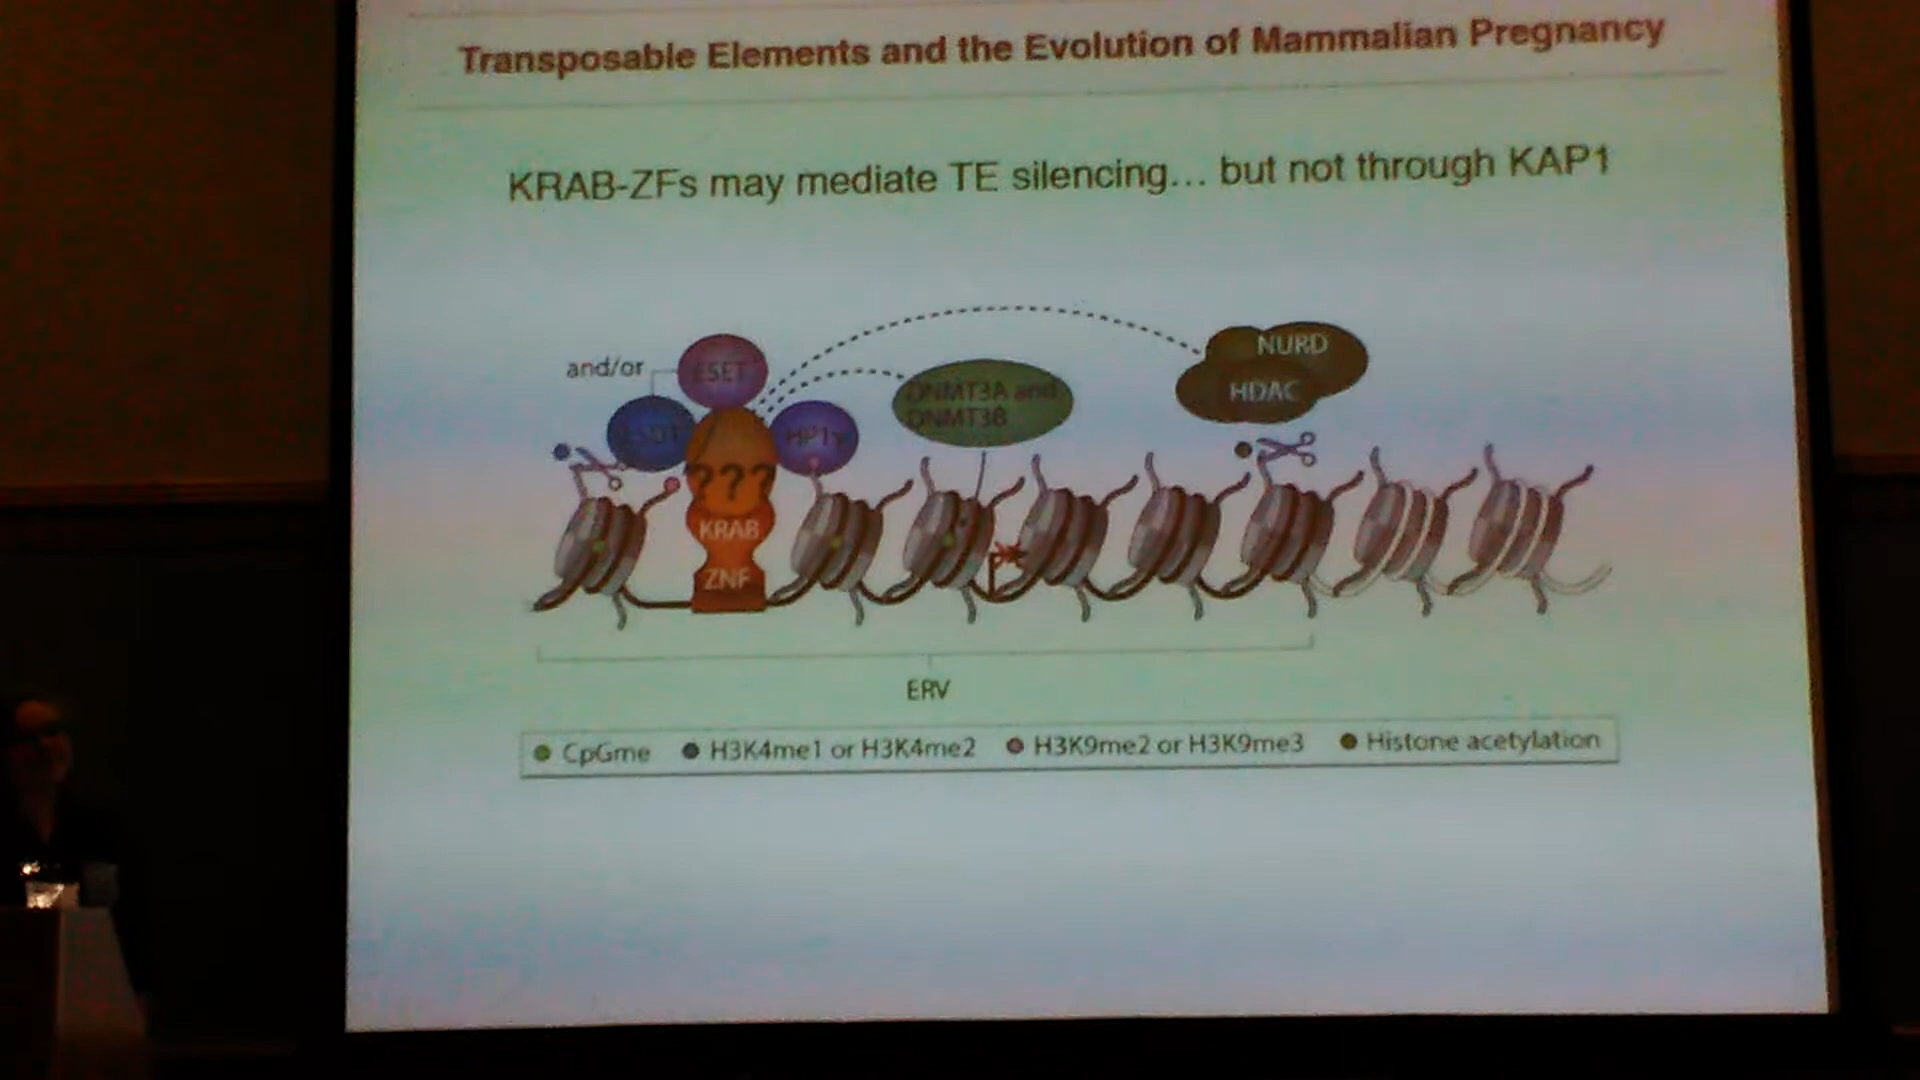 Transposable Elements and the Evolution of Mammalian Pregnancy
KRAB-ZFs may mediate TE silencing... but not through KAP1
and/or
ESET
NURD
HDAC
DNMT3A and
DNMT3B
LSD1
HP1γ
???
KRAB
ZNF
ERV
CpGme
H3K4me1 or H3K4me2
H3K9me2 or H3K9me3
Histone acetylation